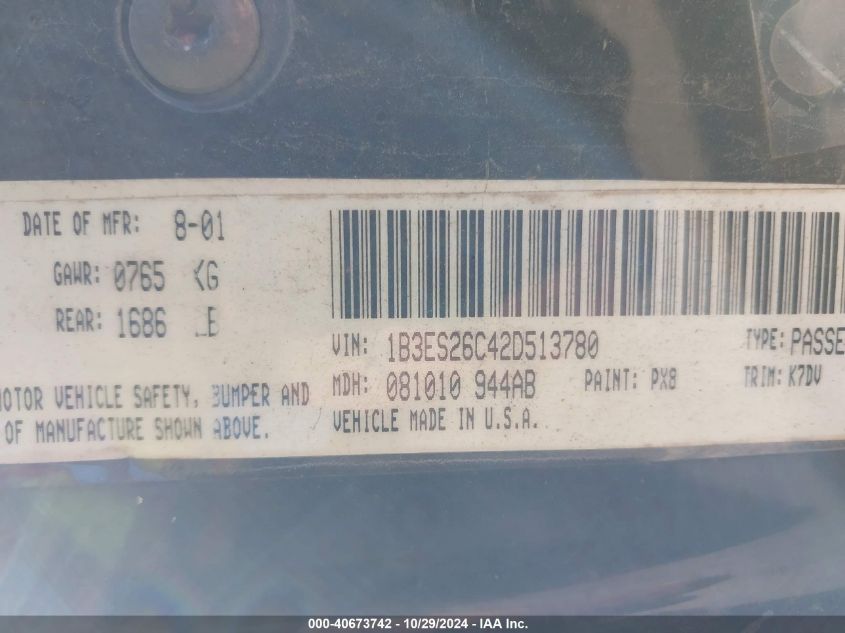 DATE OF MFR: 8-01
GAWR: 0765 KG
REAR: 1686 LB
MOTOR VEHICLE SAFETY, BUMPER AND
OF MANUFACTURE SHOWN ABOVE.
VIN: 1B3ES26C42D513780 TYPE: PASSE
MDH: 081010 944AB PAINT: PX8 TRIM: K7DV
VEHICLE MADE IN U.S.A.
000-40673742 / 10/29/2024 - IAA Inc.